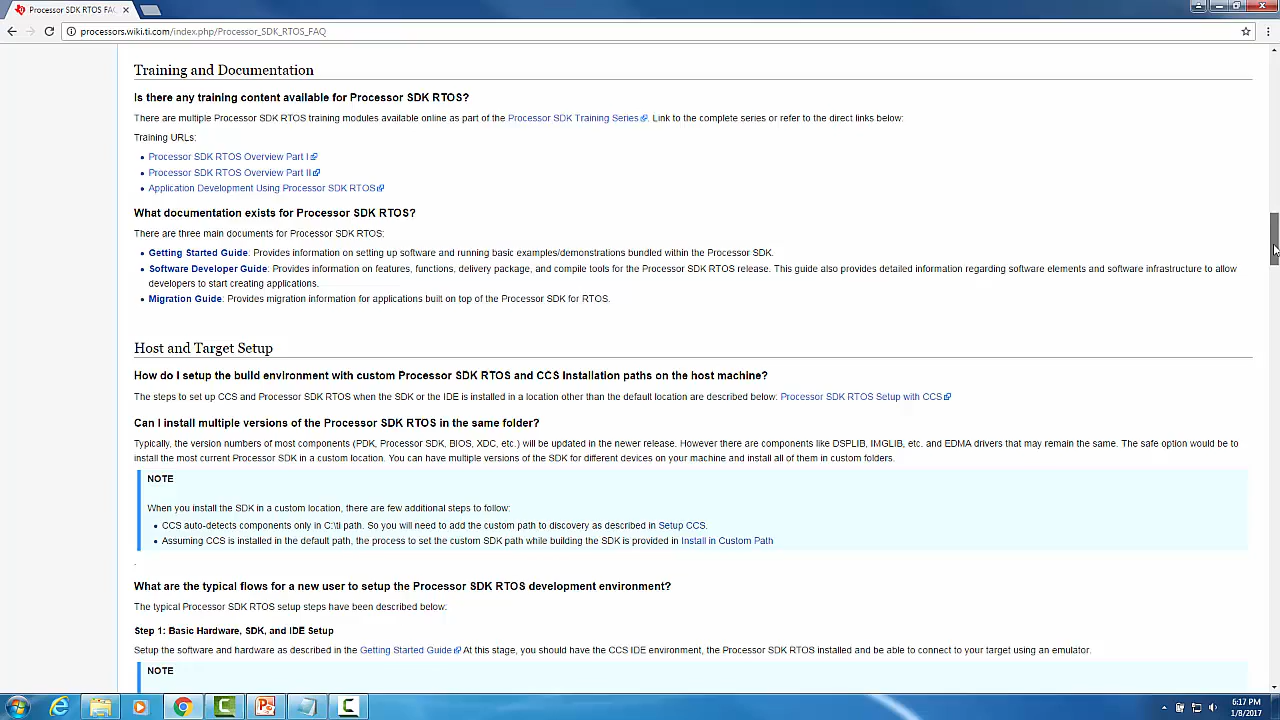 Processor SDK RTOS FAQ
processors.wiki.ti.com/index.php/Processor_SDK_RTOS_FAQ
Training and Documentation
Is there any training content available for Processor SDK RTOS?
There are multiple Processor SDK RTOS training modules available online as part of the Processor SDK Training Series. Link to the complete series or refer to the direct links below:
Training URLs:
Processor SDK RTOS Overview Part I
Processor SDK RTOS Overview Part II
Application Development Using Processor SDK RTOS
What documentation exists for Processor SDK RTOS?
There are three main documents for Processor SDK RTOS:
Getting Started Guide: Provides information on setting up software and running basic examples/demonstrations bundled within the Processor SDK.
Software Developer Guide: Provides information on features, functions, delivery package, and compile tools for the Processor SDK RTOS release. This guide also provides detailed information regarding software elements and software infrastructure to allow
developers to start creating applications.
Migration Guide: Provides migration information for applications built on top of the Processor SDK for RTOS.
Host and Target Setup
How do I setup the build environment with custom Processor SDK RTOS and CCS Installation paths on the host machine?
The steps to set up CCS and Processor SDK RTOS when the SDK or the IDE is installed in a location other than the default location are described below: Processor SDK RTOS Setup with CCS
Can I install multiple versions of the Processor SDK RTOS in the same folder?
Typically, the version numbers of most components (PDK, Processor SDK, BIOS, XDC, etc.) will be updated in the newer release. However there are components like DSPLIB, IMGLIB, etc. and EDMA drivers that may remain the same. The safe option would be to
install the most current Processor SDK in a custom location. You can have multiple versions of the SDK for different devices on your machine and install all of them in custom folders.
NOTE
When you install the SDK in a custom location, there are few additional steps to follow:
CCS auto-detects components only in C:\ti path. So you will need to add the custom path to discovery as described in Setup CCS.
Assuming CCS is installed in the default path, the process to set the custom SDK path while building the SDK is provided in Install in Custom Path
.
What are the typical flows for a new user to setup the Processor SDK RTOS development environment?
The typical Processor SDK RTOS setup steps have been described below:
Step 1: Basic Hardware, SDK, and IDE Setup
Setup the software and hardware as described in the Getting Started Guide At this stage, you should have the CCS IDE environment, the Processor SDK RTOS installed and be able to connect to your target using an emulator.
NOTE
6:17 PM
1/8/2017